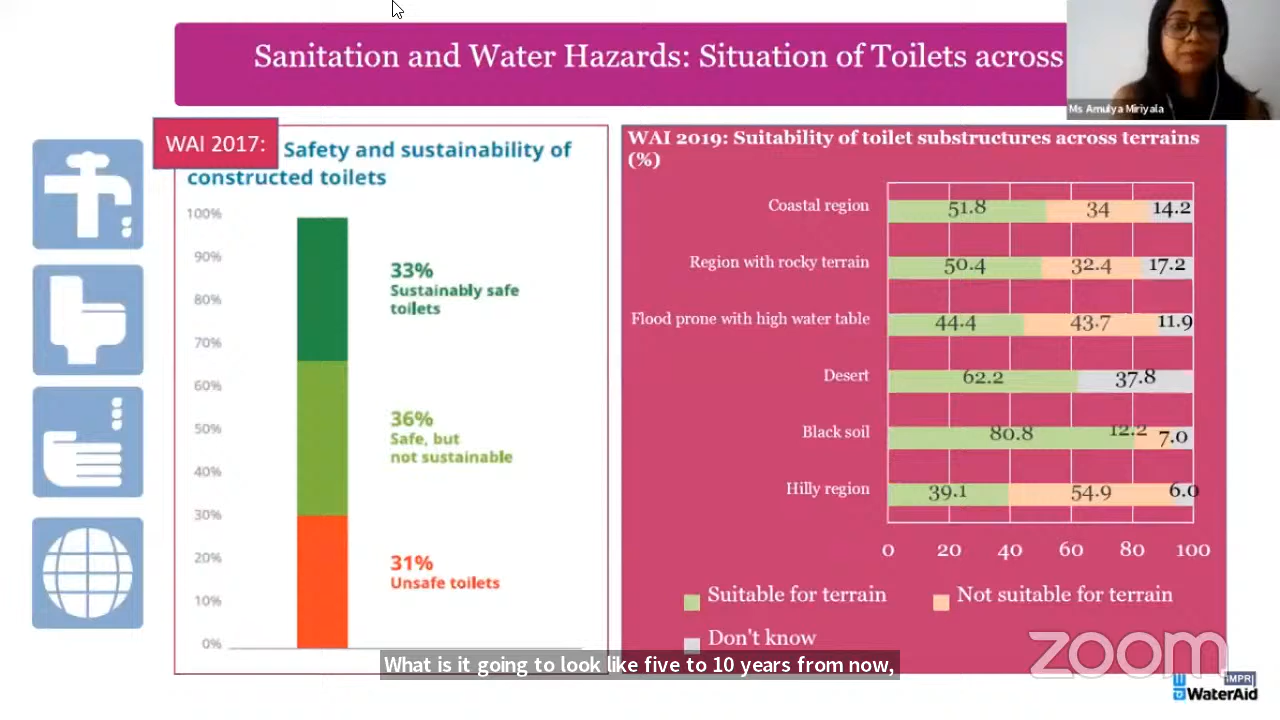 Sanitation and Water Hazards: Situation of Toilets across
Ms Amulya Miriyala
WAI 2017:
Safety and sustainability of
constructed toilets
100%
90%
80%
70%
60%
50%
40%
30%
20%
10%
0%
33%
Sustainably safe
toilets
36%
Safe, but
not sustainable
31%
Unsafe toilets
WAI 2019: Suitability of toilet substructures across terrains
(%)
Coastal region 51.8 34 14.2
Region with rocky terrain 50.4 32.4 17.2
Flood prone with high water table 44.4 43.7 11.9
Desert 62.2 37.8
Black soil 80.8 12.2 7.0
Hilly region 39.1 54.9 6.0
0 20 40 60 80 100
Suitable for terrain Not suitable for terrain
Don't know
zoom
What is it going to look like five to 10 years from now,
IMPRI
WaterAid